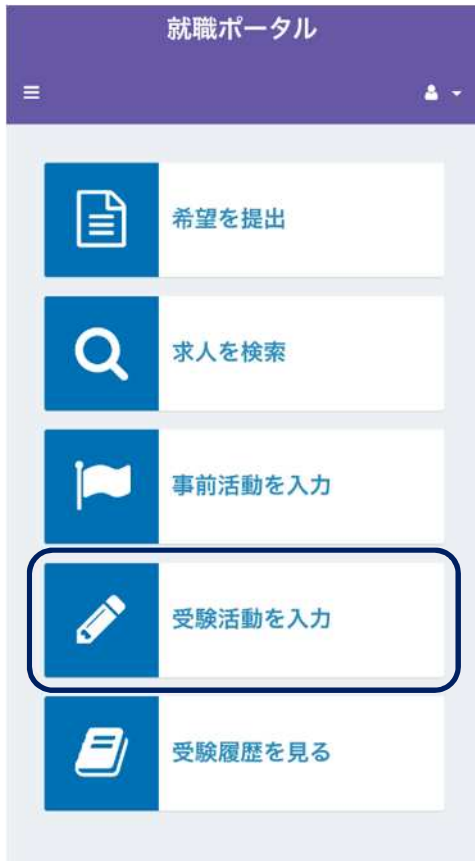 就職ポータル
希望を提出
求人を検索
事前活動を入力
受験活動を入力
受験履歴を見る